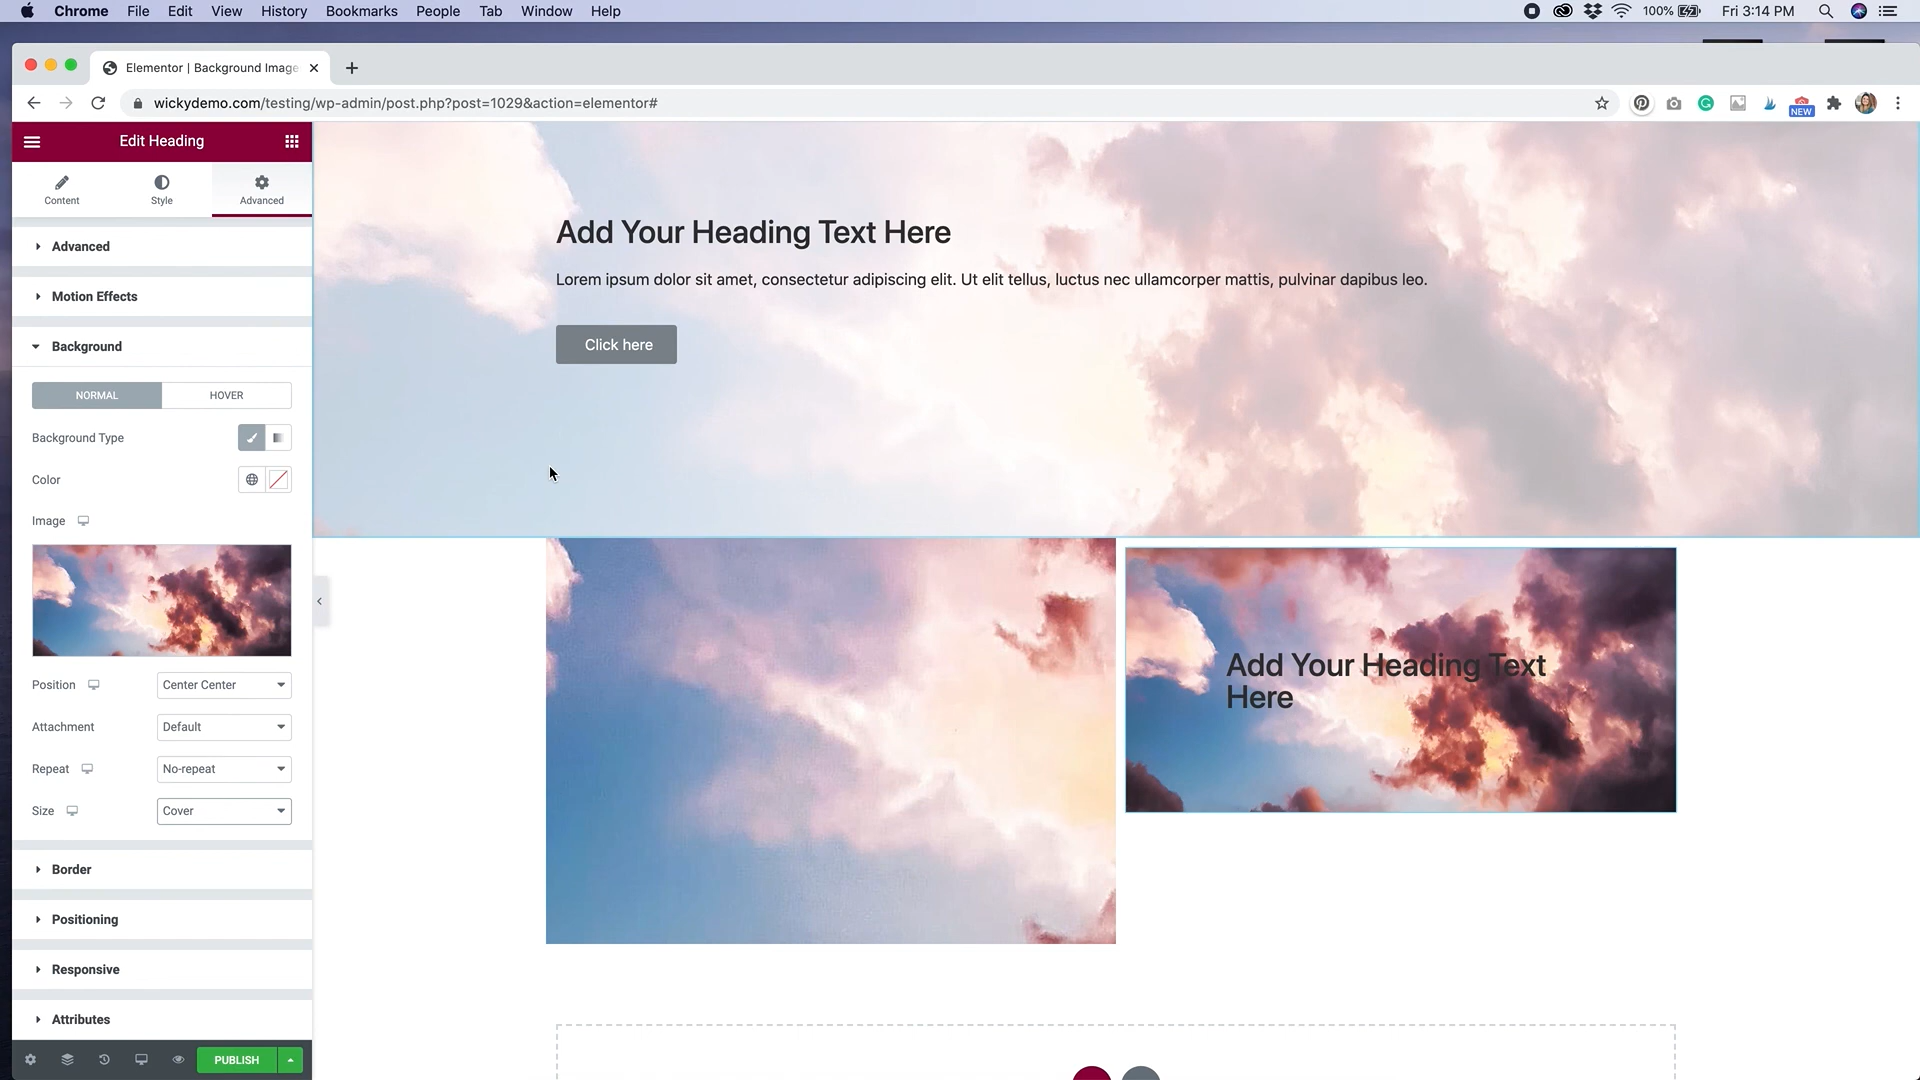 Chrome File Edit View History Bookmarks People Tab Window Help 100% Fri 3:14 PM
Elementor | Background Image
wickydemo.com/testing/wp-admin/post.php?post=1029&action=elementor#
NEW
Edit Heading
Content Style Advanced
Advanced
Motion Effects
Background
NORMAL HOVER
Background Type
Color
Image
Position Center Center
Attachment Default
Repeat No-repeat
Size Cover
Border
Positioning
Responsive
Attributes
PUBLISH
Add Your Heading Text Here
Lorem ipsum dolor sit amet, consectetur adipiscing elit. Ut elit tellus, luctus nec ullamcorper mattis, pulvinar dapibus leo.
Click here
Add Your Heading Text
Here